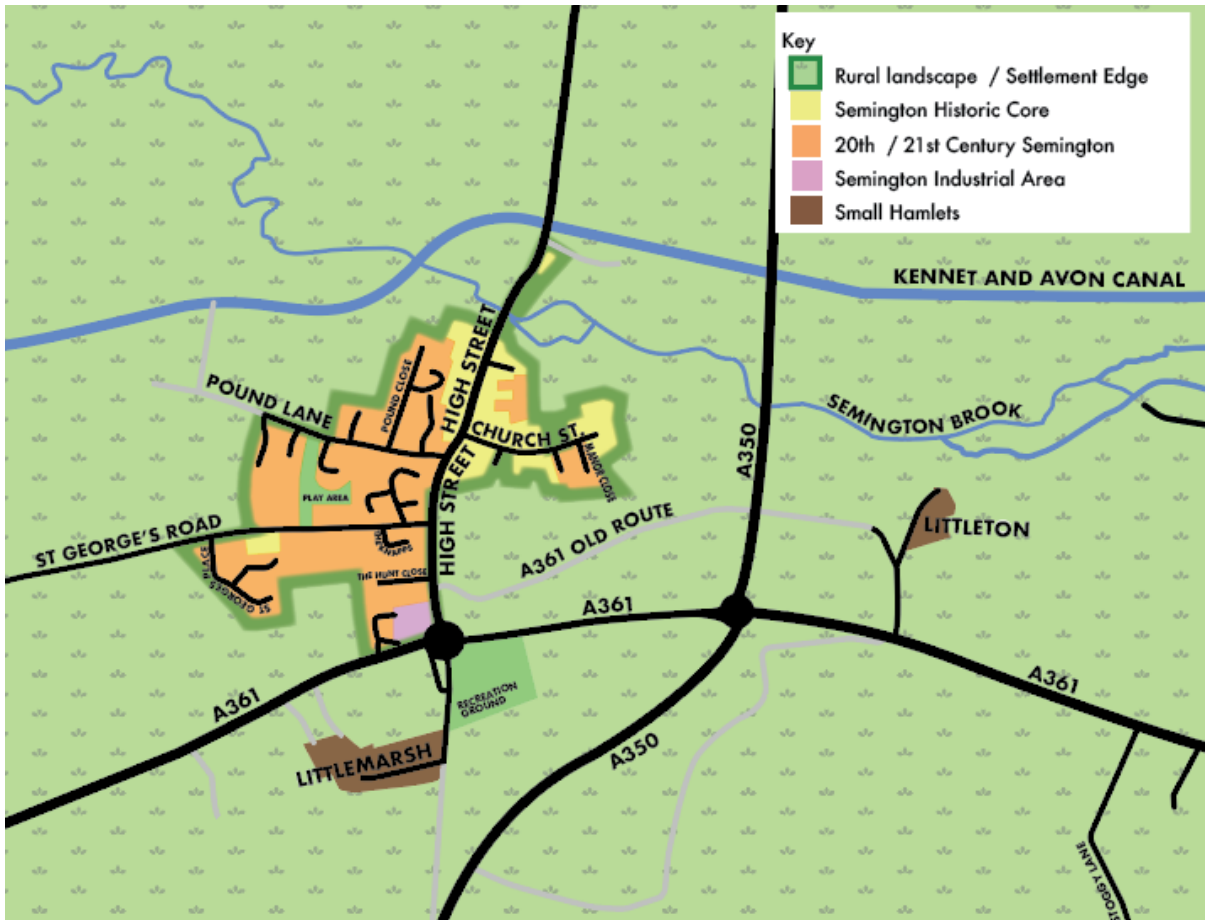 Key
Rural landscape / Settlement Edge
Semington Historic Core
20th / 21st Century Semington
Semington Industrial Area
Small Hamlets
KENNET AND AVON CANAL
HIGH STREET
POUND CLOSE
POUND LANE
SEMINGTON BROOK
CHURCH ST.
MANOR CLOSE
A350
HIGH STREET
PLAY AREA
ST GEORGE'S ROAD
A361 OLD ROUTE
LITTLETON
THE KNAPPS
THE HUNT CLOSE
ST GEORGES PLACE
ST GEORGES
A361
A361
A361
RECREATION
GROUND
A350
LITTLEMARSH
STOGGY LANE